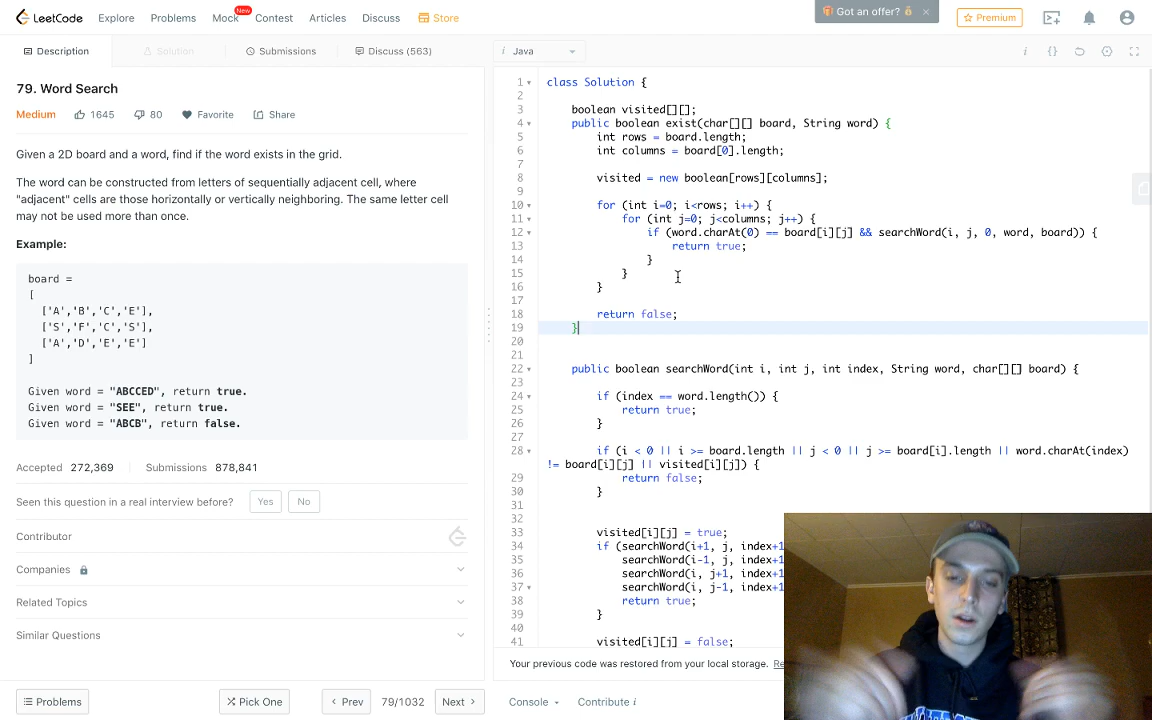 LeetCode Explore Problems Mock New Contest Articles Discuss Store Got an offer? × Premium
Description Solution Submissions Discuss (563) i Java i {}
79. Word Search
Medium 1645 80 Favorite Share
Given a 2D board and a word, find if the word exists in the grid.
The word can be constructed from letters of sequentially adjacent cell, where
"adjacent" cells are those horizontally or vertically neighboring. The same letter cell
may not be used more than once.
Example:
board =
[
['A','B','C','E'],
['S','F','C','S'],
['A','D','E','E']
]
Given word = "ABCCED", return true.
Given word = "SEE", return true.
Given word = "ABCB", return false.
Accepted 272,369 Submissions 878,841
Seen this question in a real interview before? Yes No
Contributor
Companies
Related Topics
Similar Questions
Problems Pick One Prev 79/1032 Next
1 class Solution {
2
3 boolean visited[][];
4 public boolean exist(char[][] board, String word) {
5 int rows = board.length;
6 int columns = board[0].length;
7
8 visited = new boolean[rows][columns];
9
10 for (int i=0; i<rows; i++) {
11 for (int j=0; j<columns; j++) {
12 if (word.charAt(0) == board[i][j] && searchWord(i, j, 0, word, board)) {
13 return true;
14 }
15 }
16 }
17
18 return false;
19 }
20
21
22 public boolean searchWord(int i, int j, int index, String word, char[][] board) {
23
24 if (index == word.length()) {
25 return true;
26 }
27
28 if (i < 0 || i >= board.length || j < 0 || j >= board[i].length || word.charAt(index)
!= board[i][j] || visited[i][j]) {
29 return false;
30 }
31
32
33 visited[i][j] = true;
34 if (searchWord(i+1, j, index+1
35 searchWord(i-1, j, index+1
36 searchWord(i, j+1, index+1
37 searchWord(i, j-1, index+1
38 return true;
39 }
40
41 visited[i][j] = false;
Your previous code was restored from your local storage. Re
Console Contribute i